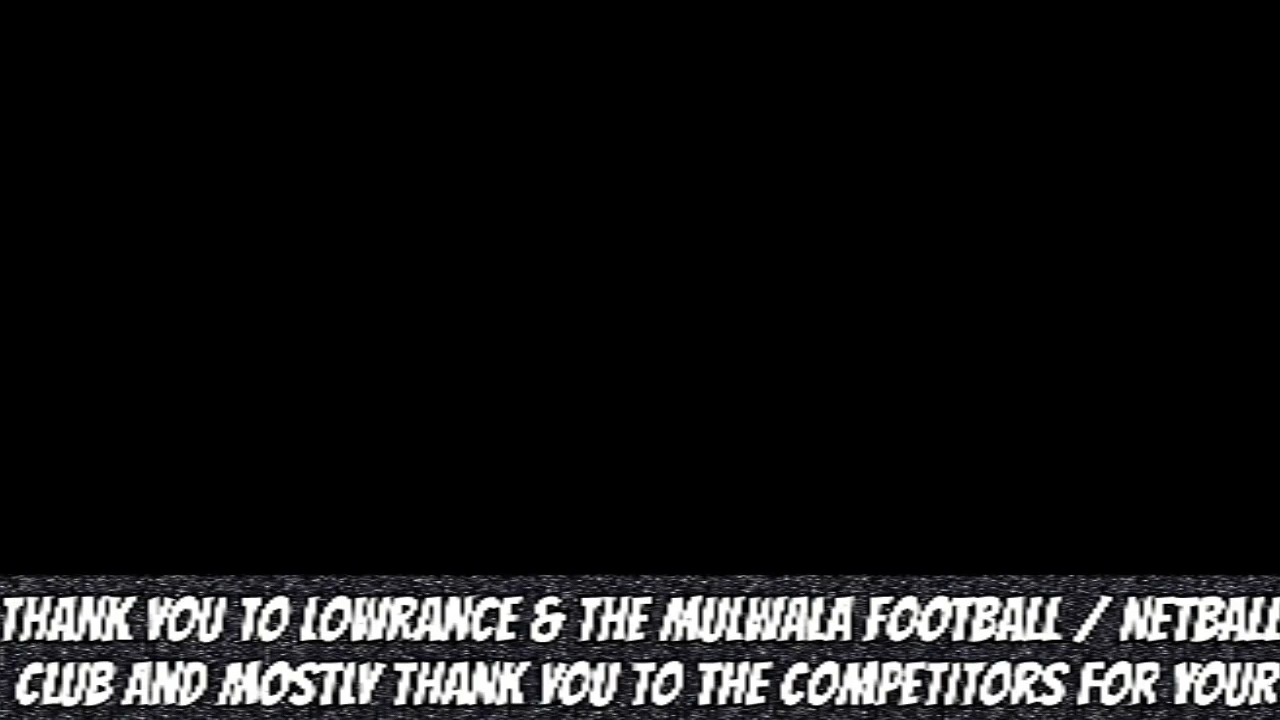 THANK YOU TO LOWRANCE & THE MULWALA FOOTBALL / NETBALL
CLUB AND MOSTLY THANK YOU TO THE COMPETITORS FOR YOUR